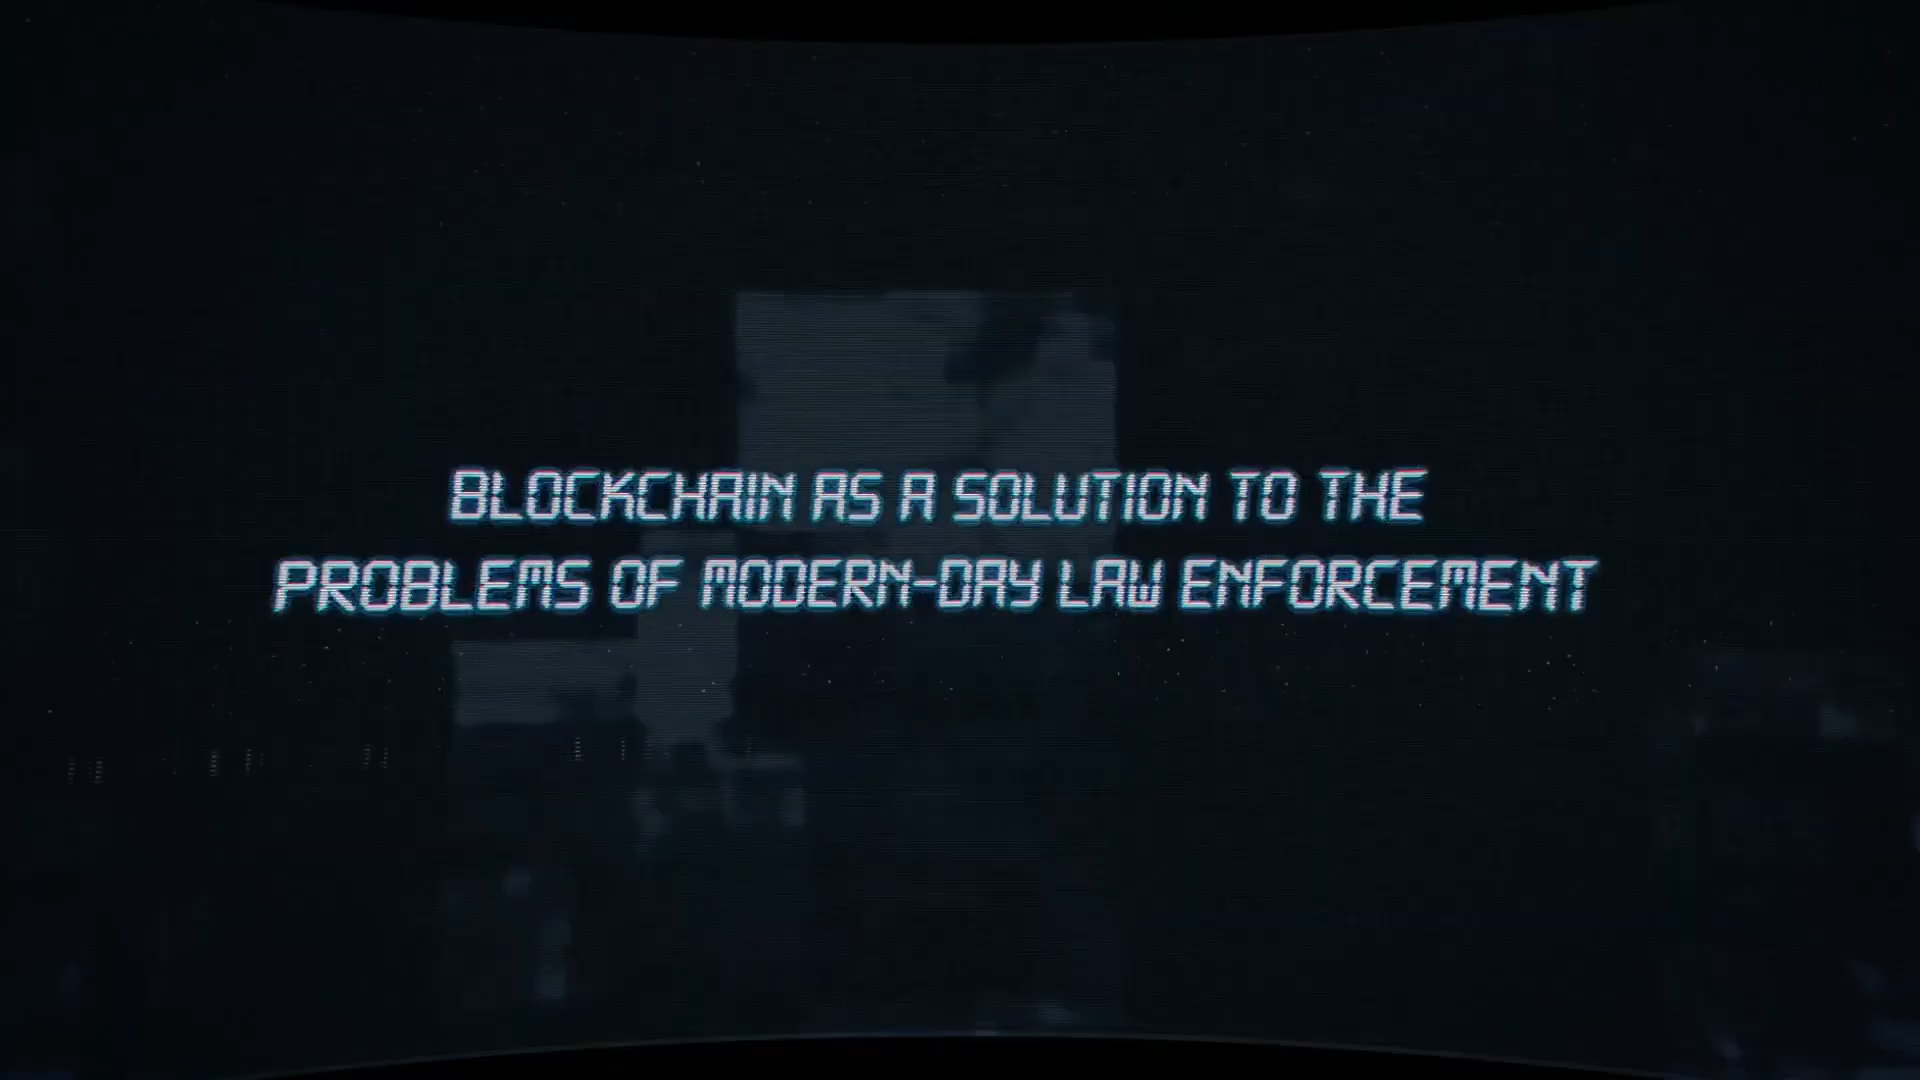 BLOCKCHAIN AS A SOLUTION TO THE
PROBLEMS OF MODERN-DAY LAW ENFORCEMENT